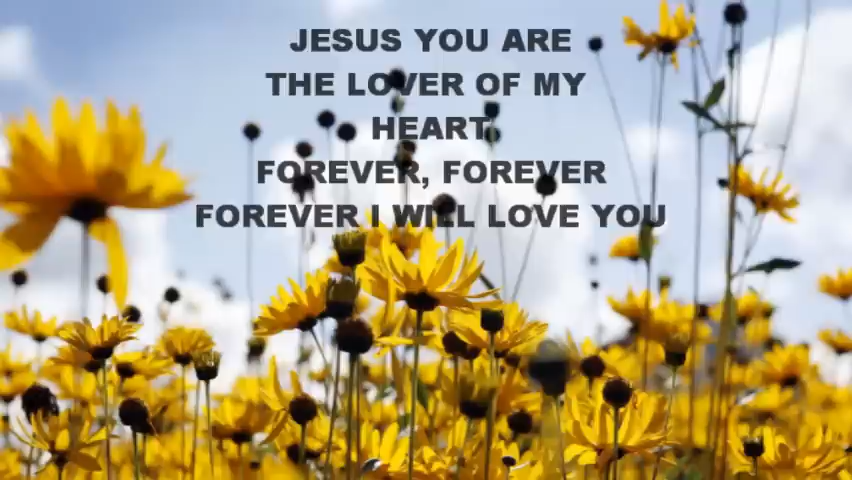 JESUS YOU ARE
THE LOVER OF MY
HEART
FOREVER, FOREVER
FOREVER I WILL LOVE YOU